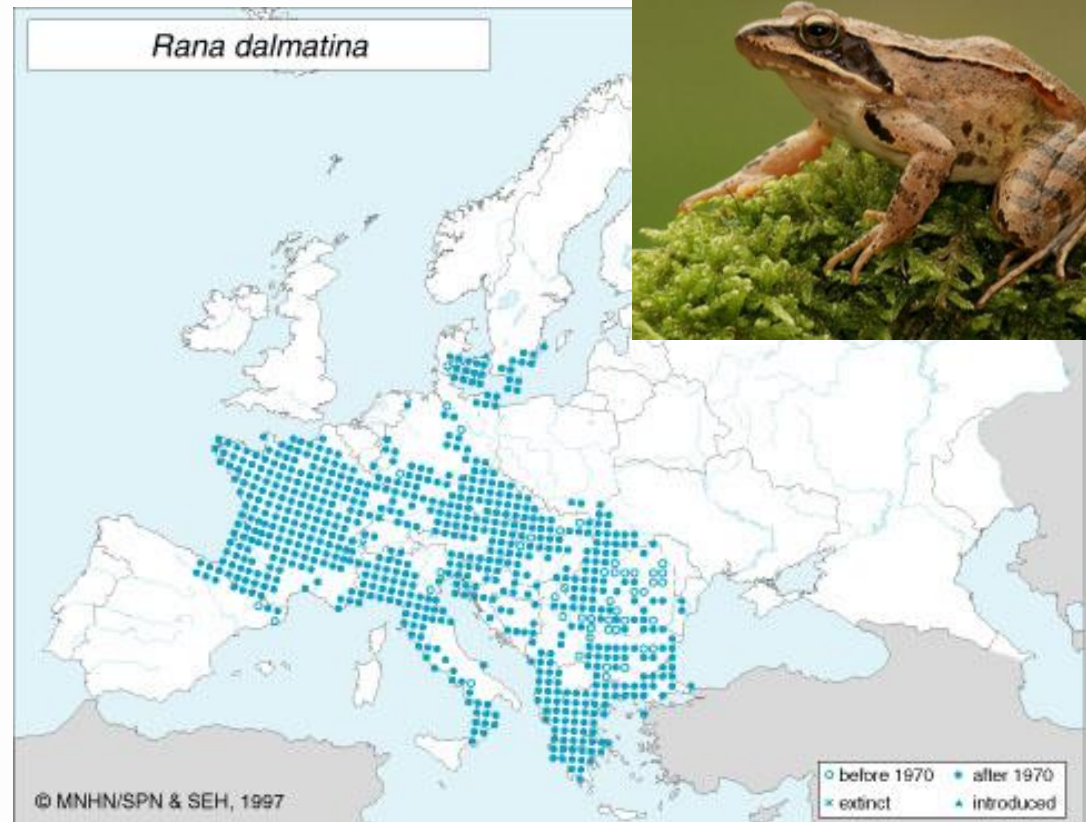 Rana dalmatina
before 1970
after 1970
extinct
introduced
© MNHN/SPN & SEH, 1997